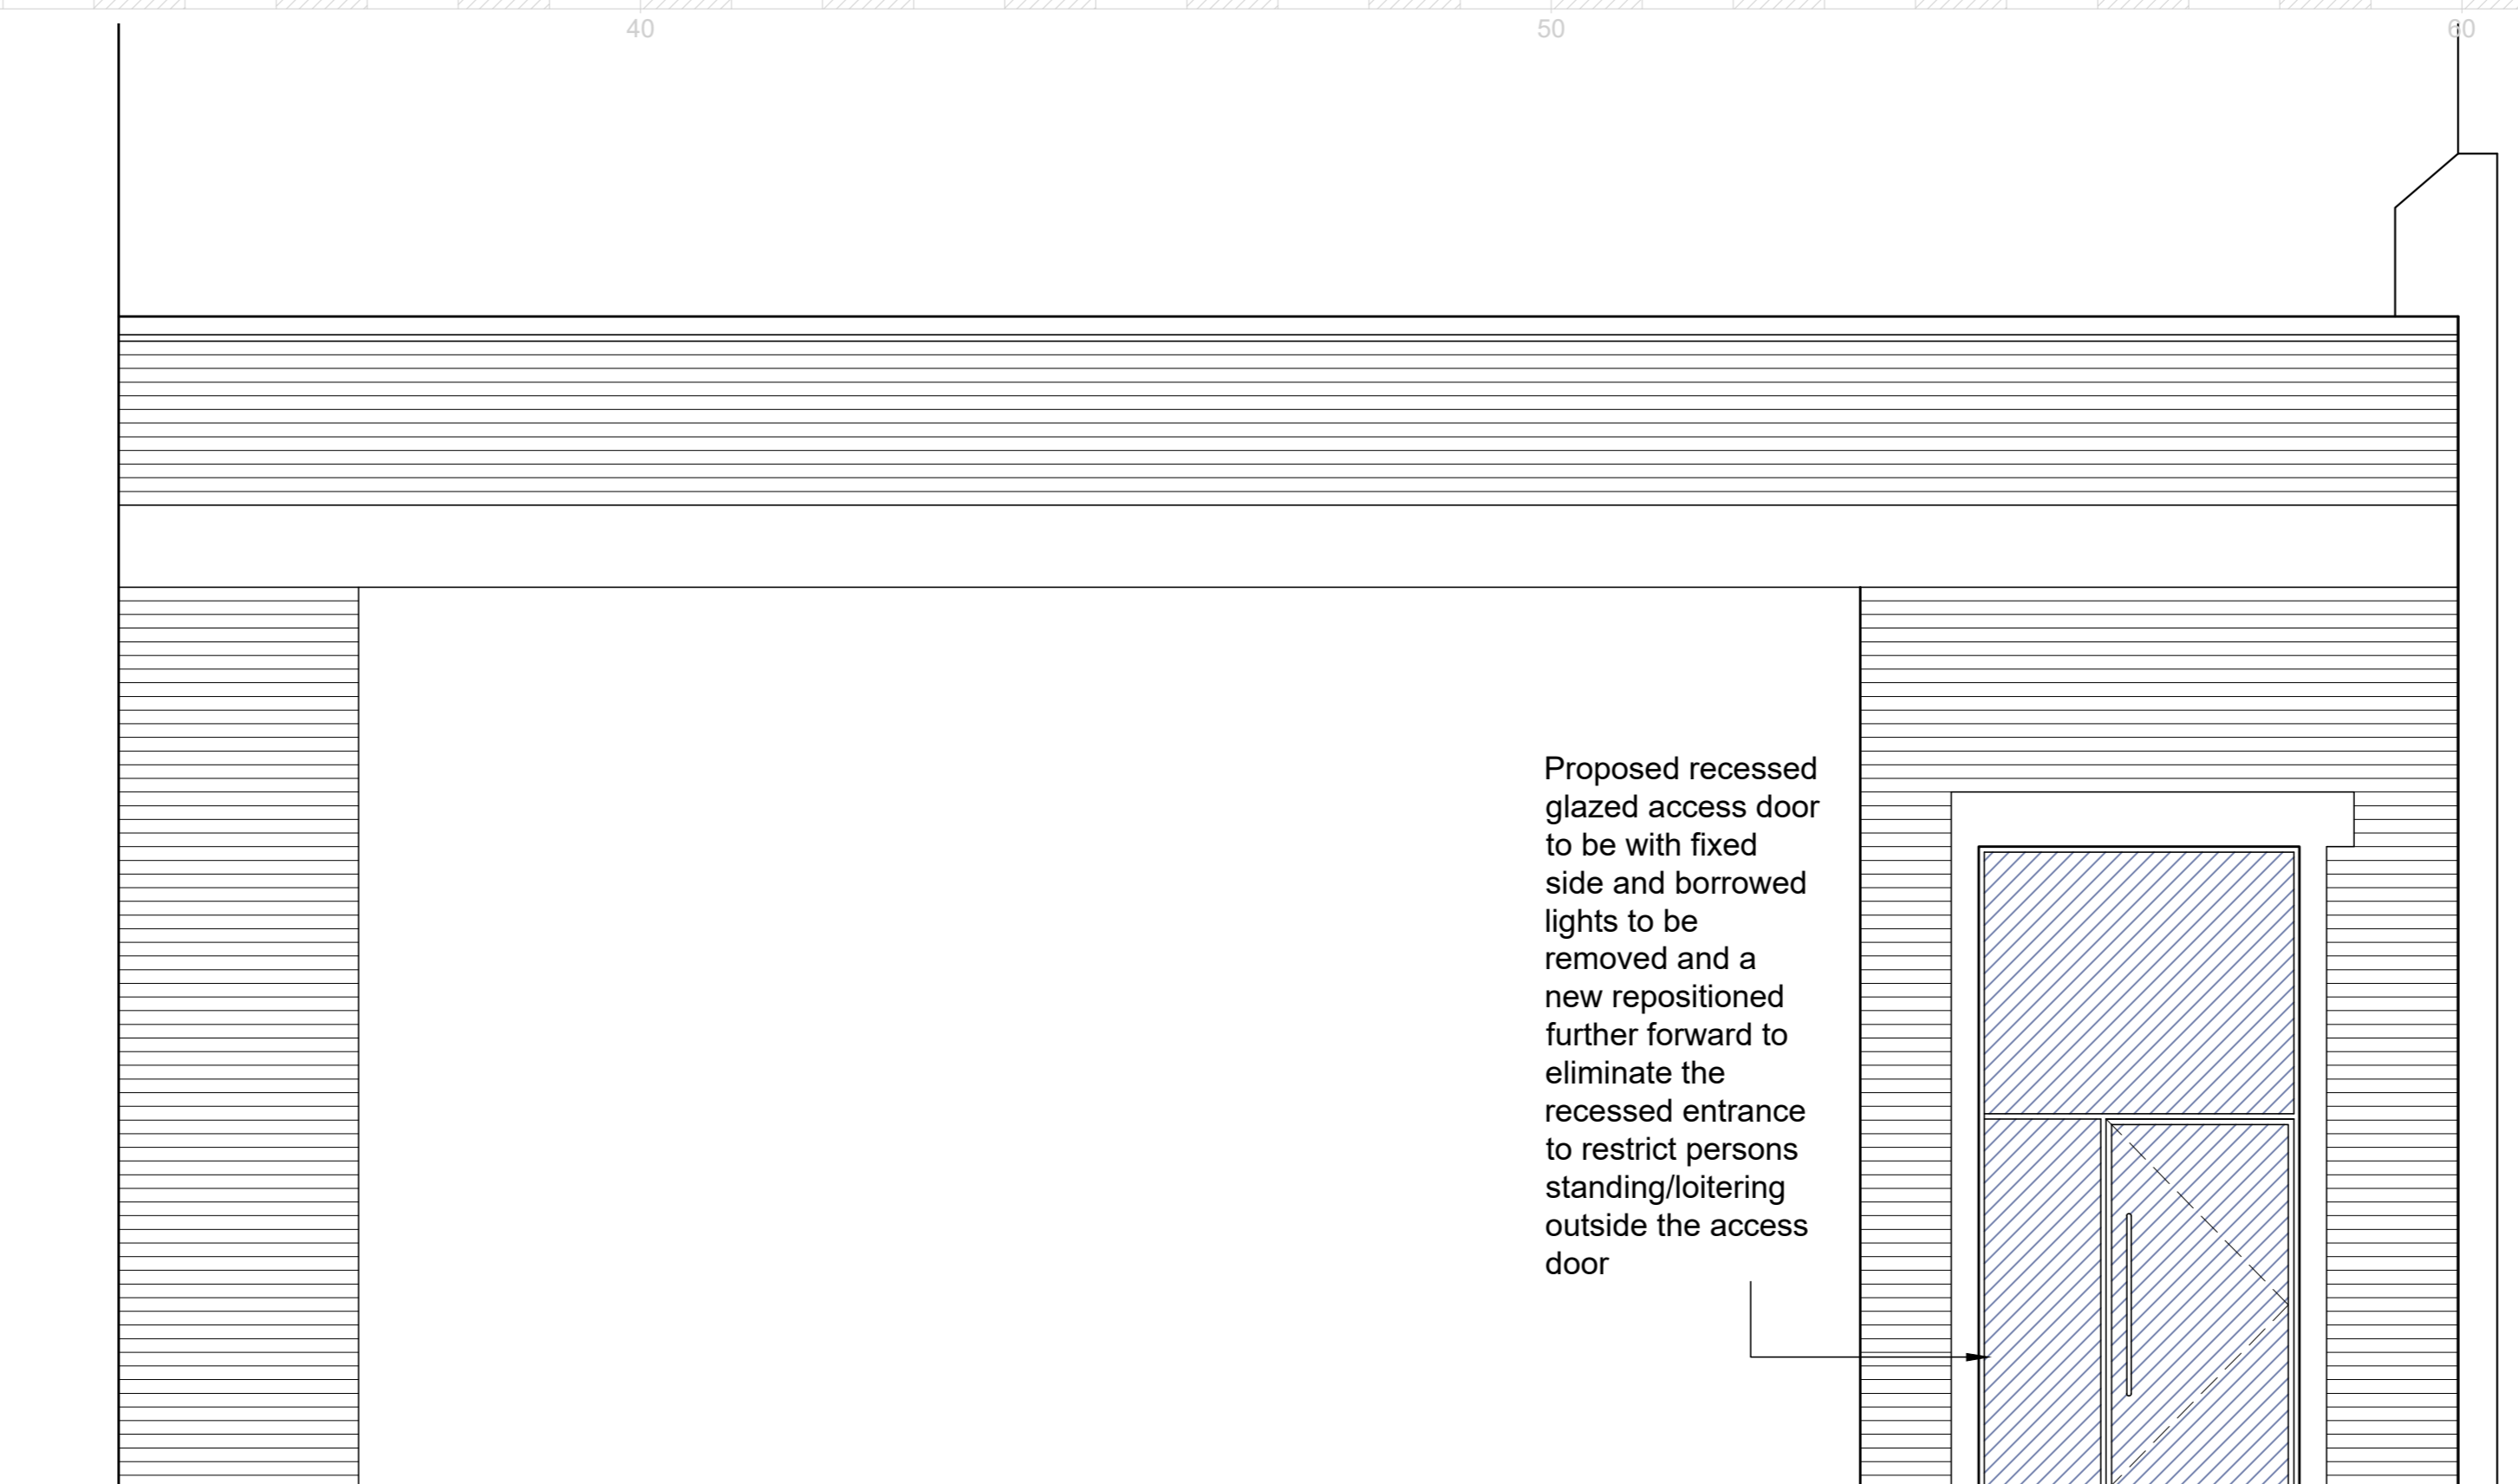 40 50 60
Proposed recessed
glazed access door
to be with fixed
side and borrowed
lights to be
removed and a
new repositioned
further forward to
eliminate the
recessed entrance
to restrict persons
standing/loitering
outside the access
door